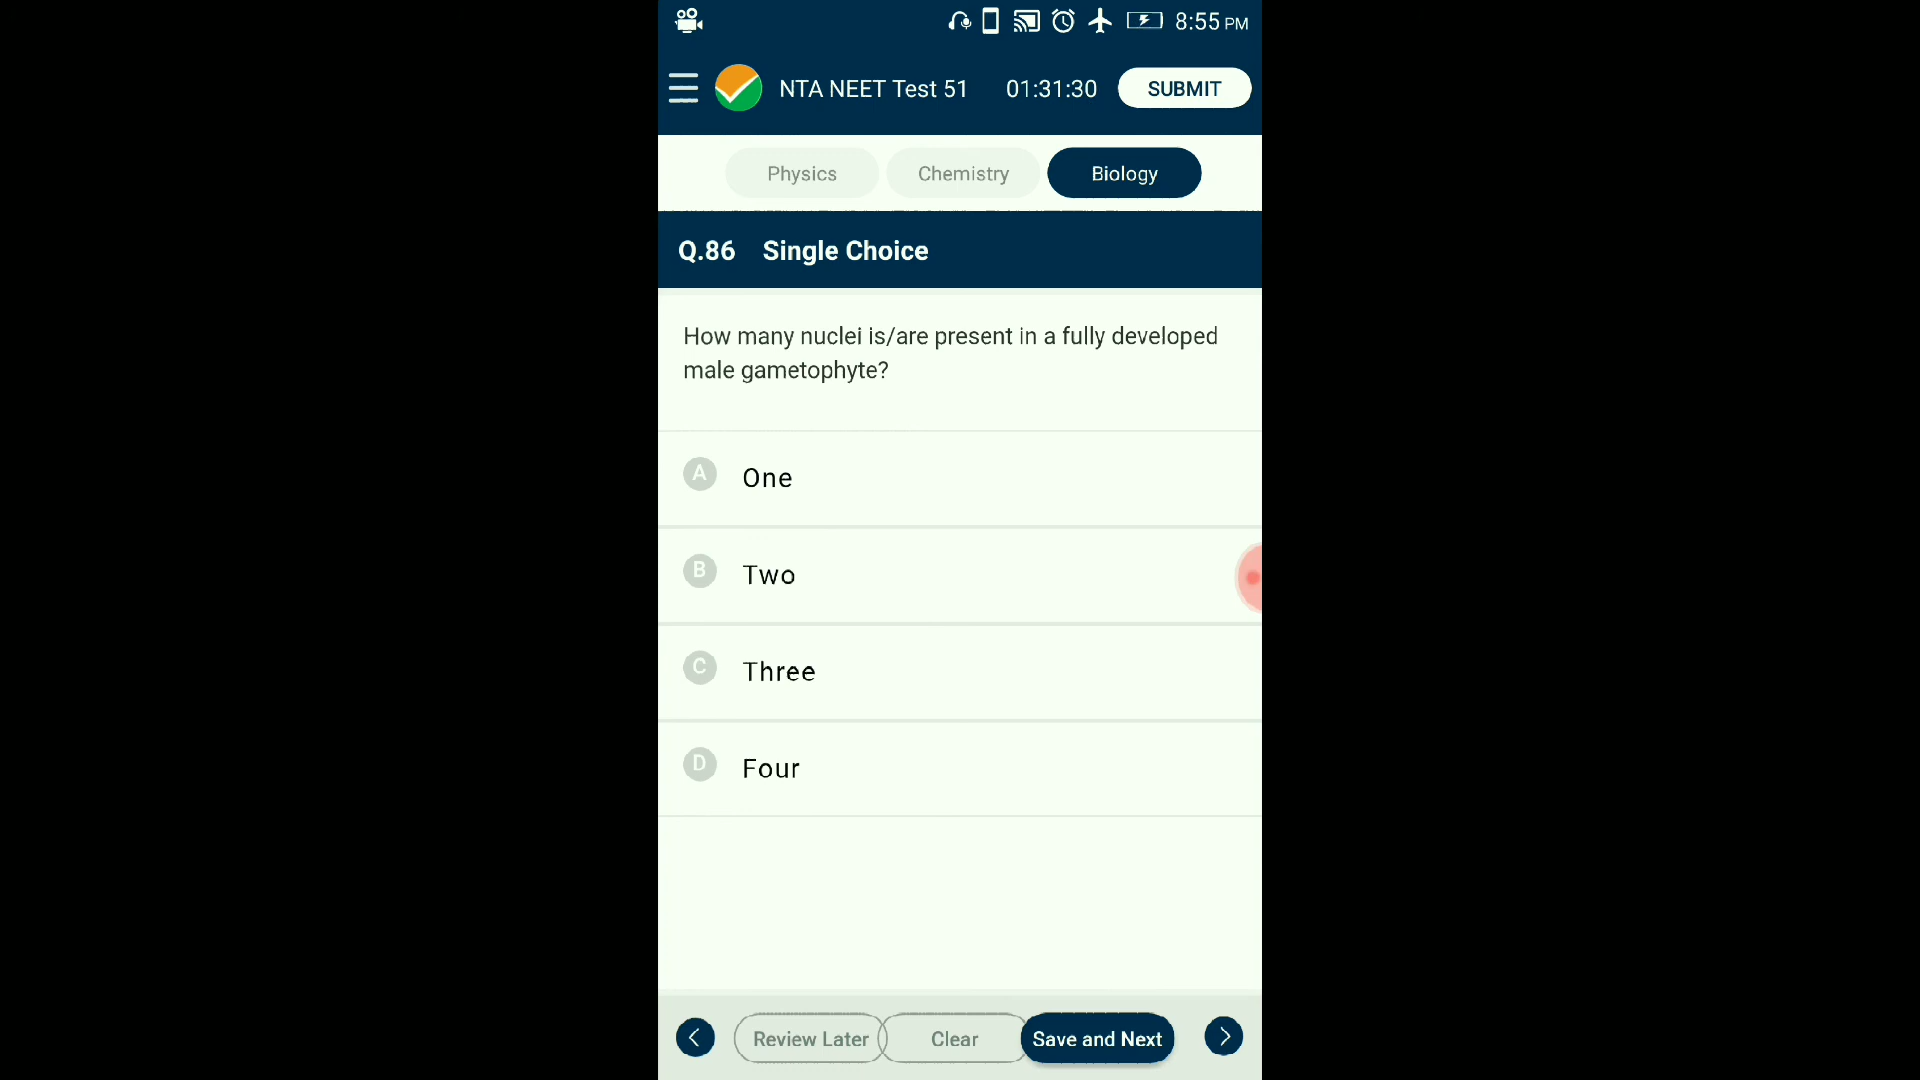 8:55 PM
NTA NEET Test 51 01:31:30 SUBMIT
Physics Chemistry Biology
Q.86 Single Choice
How many nuclei is/are present in a fully developed
male gametophyte?
A One
B Two
C Three
D Four
Review Later Clear Save and Next